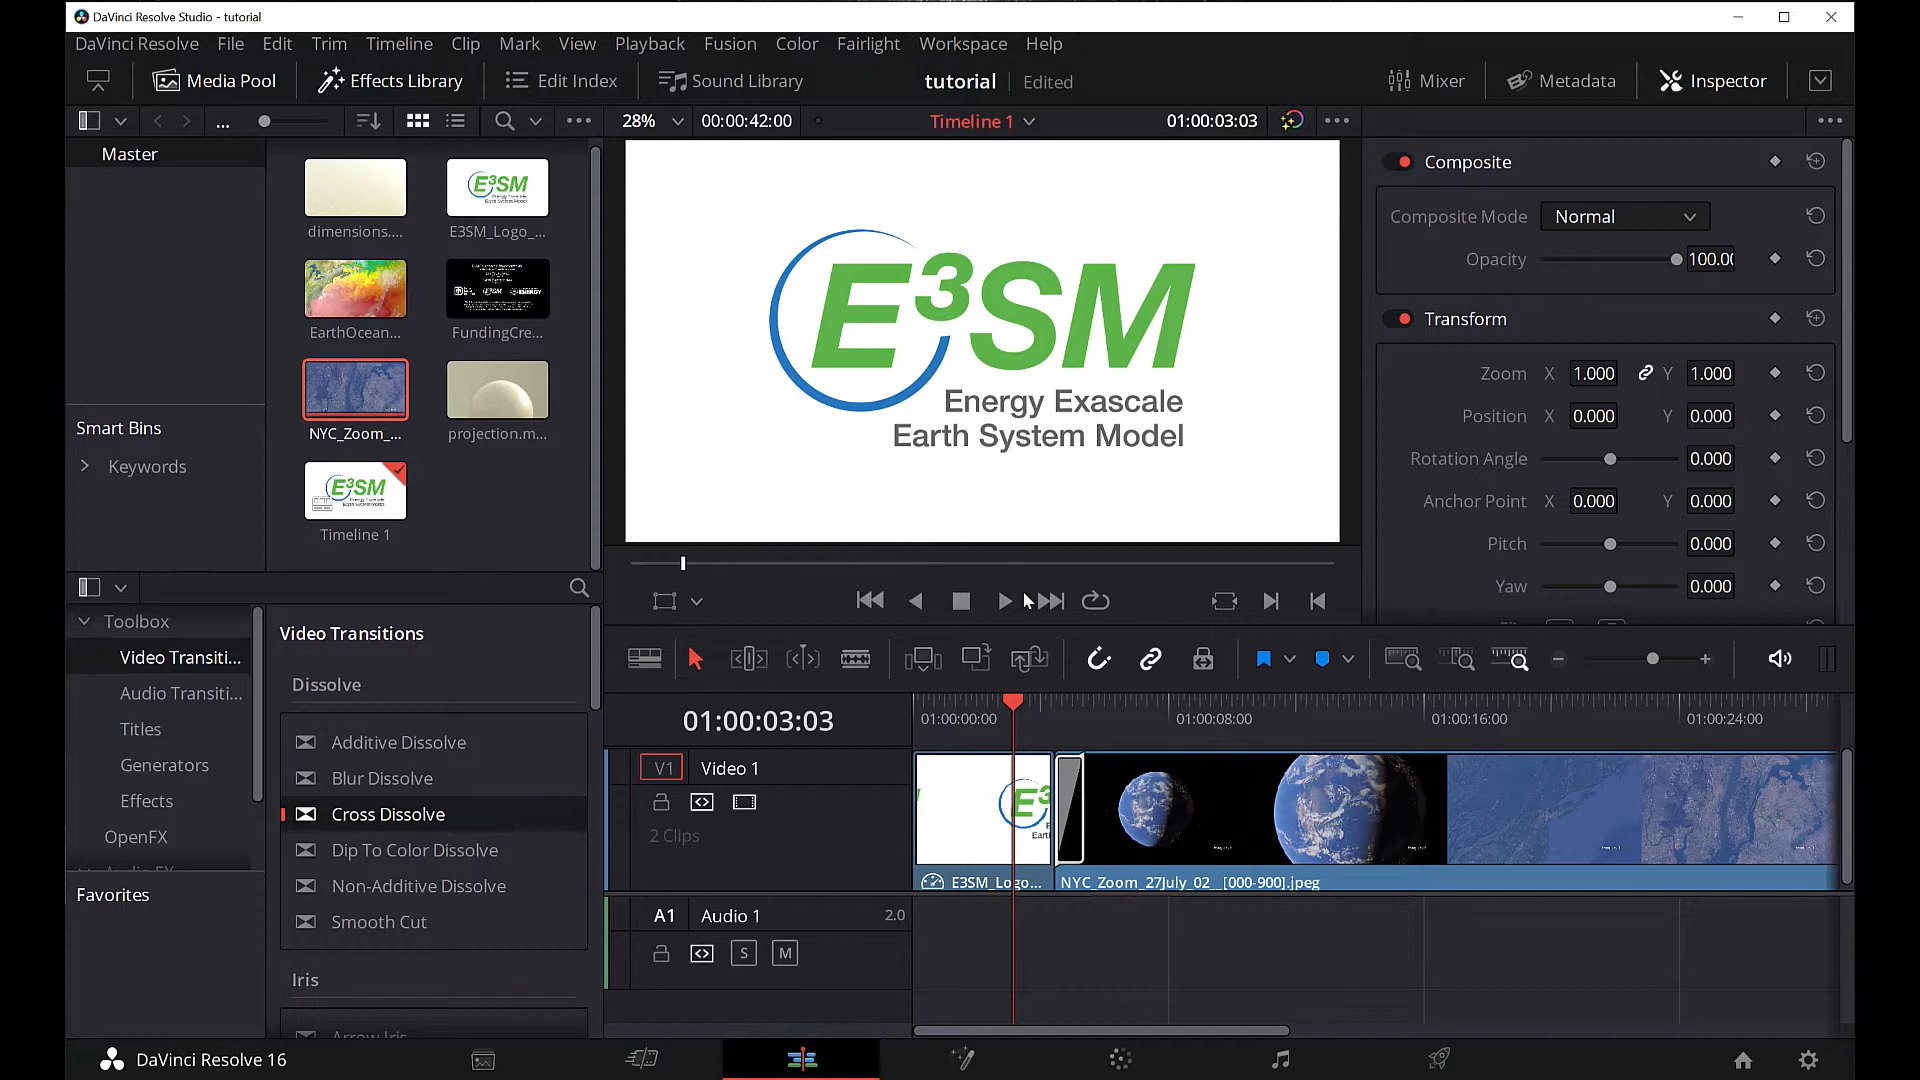 DaVinci Resolve Studio - tutorial
DaVinci Resolve File Edit Trim Timeline Clip Mark View Playback Fusion Color Fairlight Workspace Help
Media Pool Effects Library Edit Index Sound Library tutorial Edited Mixer Metadata Inspector
... 28% 00:00:42:00 Timeline 1 01:00:03:03
Master
dimensions.... E3SM_Logo_...
EarthOcean... FundingCre...
NYC_Zoom_... projection.m...
Timeline 1
Smart Bins
Keywords
E³SM
Energy Exascale
Earth System Model
Composite
Composite Mode Normal
Opacity 100.00
Transform
Zoom X 1.000 Y 1.000
Position X 0.000 Y 0.000
Rotation Angle 0.000
Anchor Point X 0.000 Y 0.000
Pitch 0.000
Yaw 0.000
Toolbox
Video Transiti...
Audio Transiti...
Titles
Generators
Effects
OpenFX
Favorites
Video Transitions
Dissolve
Additive Dissolve
Blur Dissolve
Cross Dissolve
Dip To Color Dissolve
Non-Additive Dissolve
Smooth Cut
Iris
Arrow Iris
01:00:03:03
01:00:00:00 01:00:08:00 01:00:16:00 01:00:24:00
V1 Video 1
2 Clips
E3SM_Logo... NYC_Zoom_27July_02__[000-900].jpeg
A1 Audio 1 2.0
S M
DaVinci Resolve 16